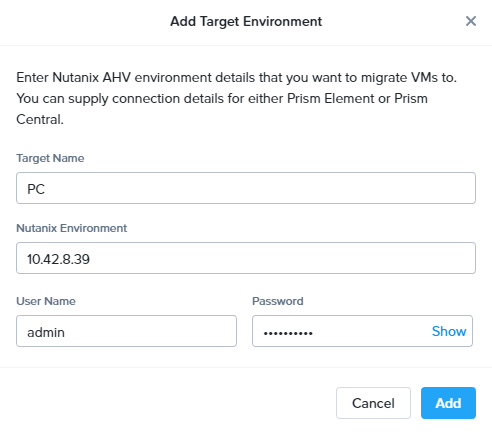 Add Target Environment
Enter Nutanix AHV environment details that you want to migrate VMs to.
You can supply connection details for either Prism Element or Prism
Central.
Target Name
PC
Nutanix Environment
10.42.8.39
User Name
Password
admin
•••••••••• Show
Cancel
Add